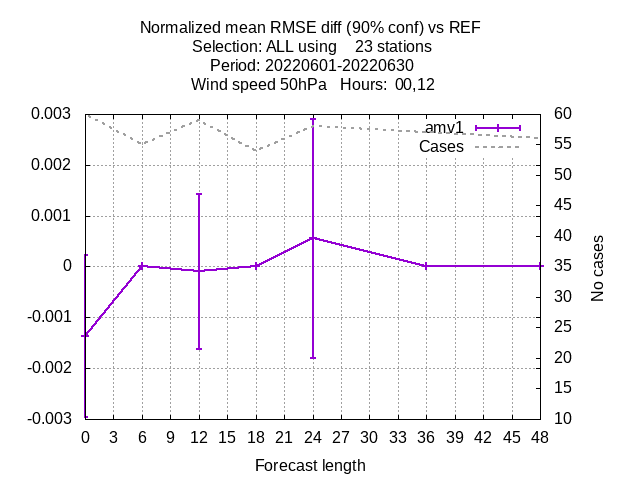 Normalized mean RMSE diff (90% conf) vs REF
Selection: ALL using    23 stations
Period: 20220601-20220630
Wind speed 50hPa   Hours:  00,12
0.003
0.002
0.001
0
-0.001
-0.002
-0.003
amv1
Cases
60
55
50
45
40
35
30
25
20
15
10
No cases
0 3 6 9 12 15 18 21 24 27 30 33 36 39 42 45 48
Forecast length